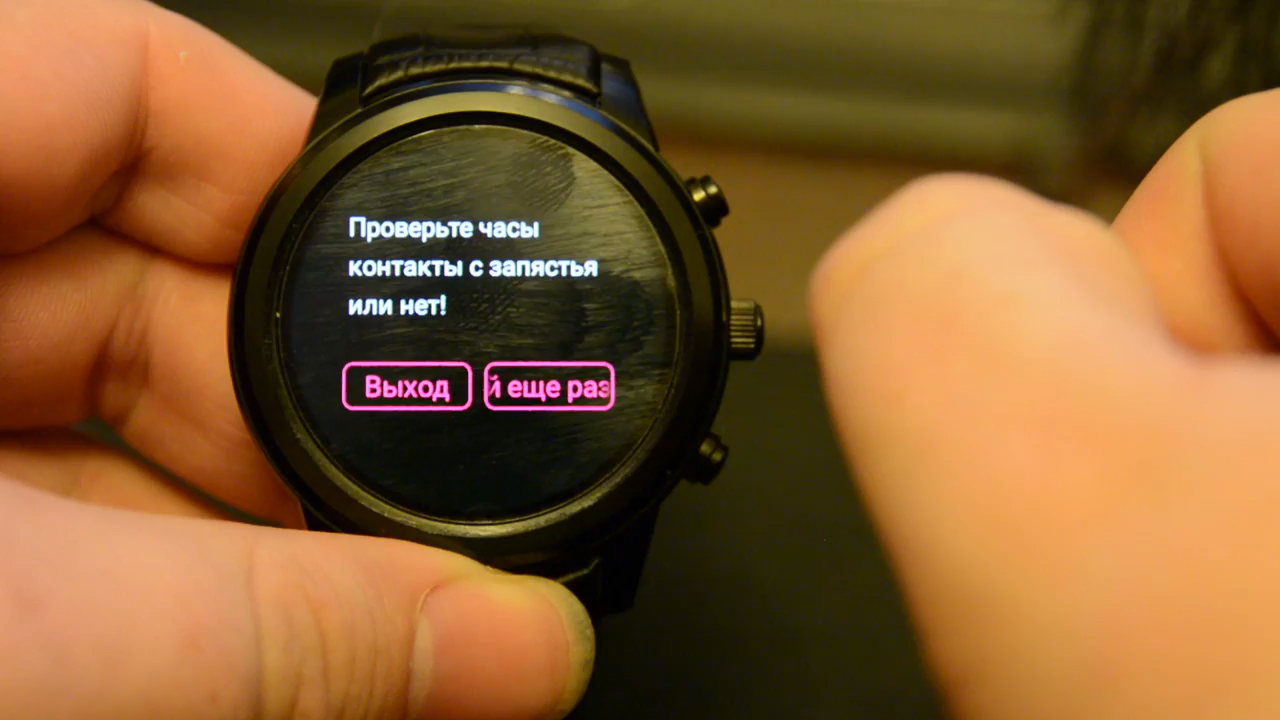 Проверьте часы
контакты с запястья
или нет!
Выход
й еще раз